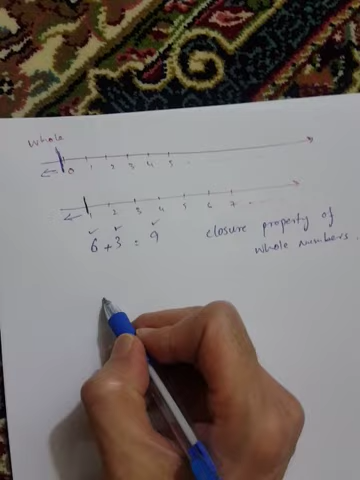 Whole
0 1 2 3 4 5 .
1 2 3 4 5 6 7 . .
6 + 3 = 9
closure property of
whole numbers.